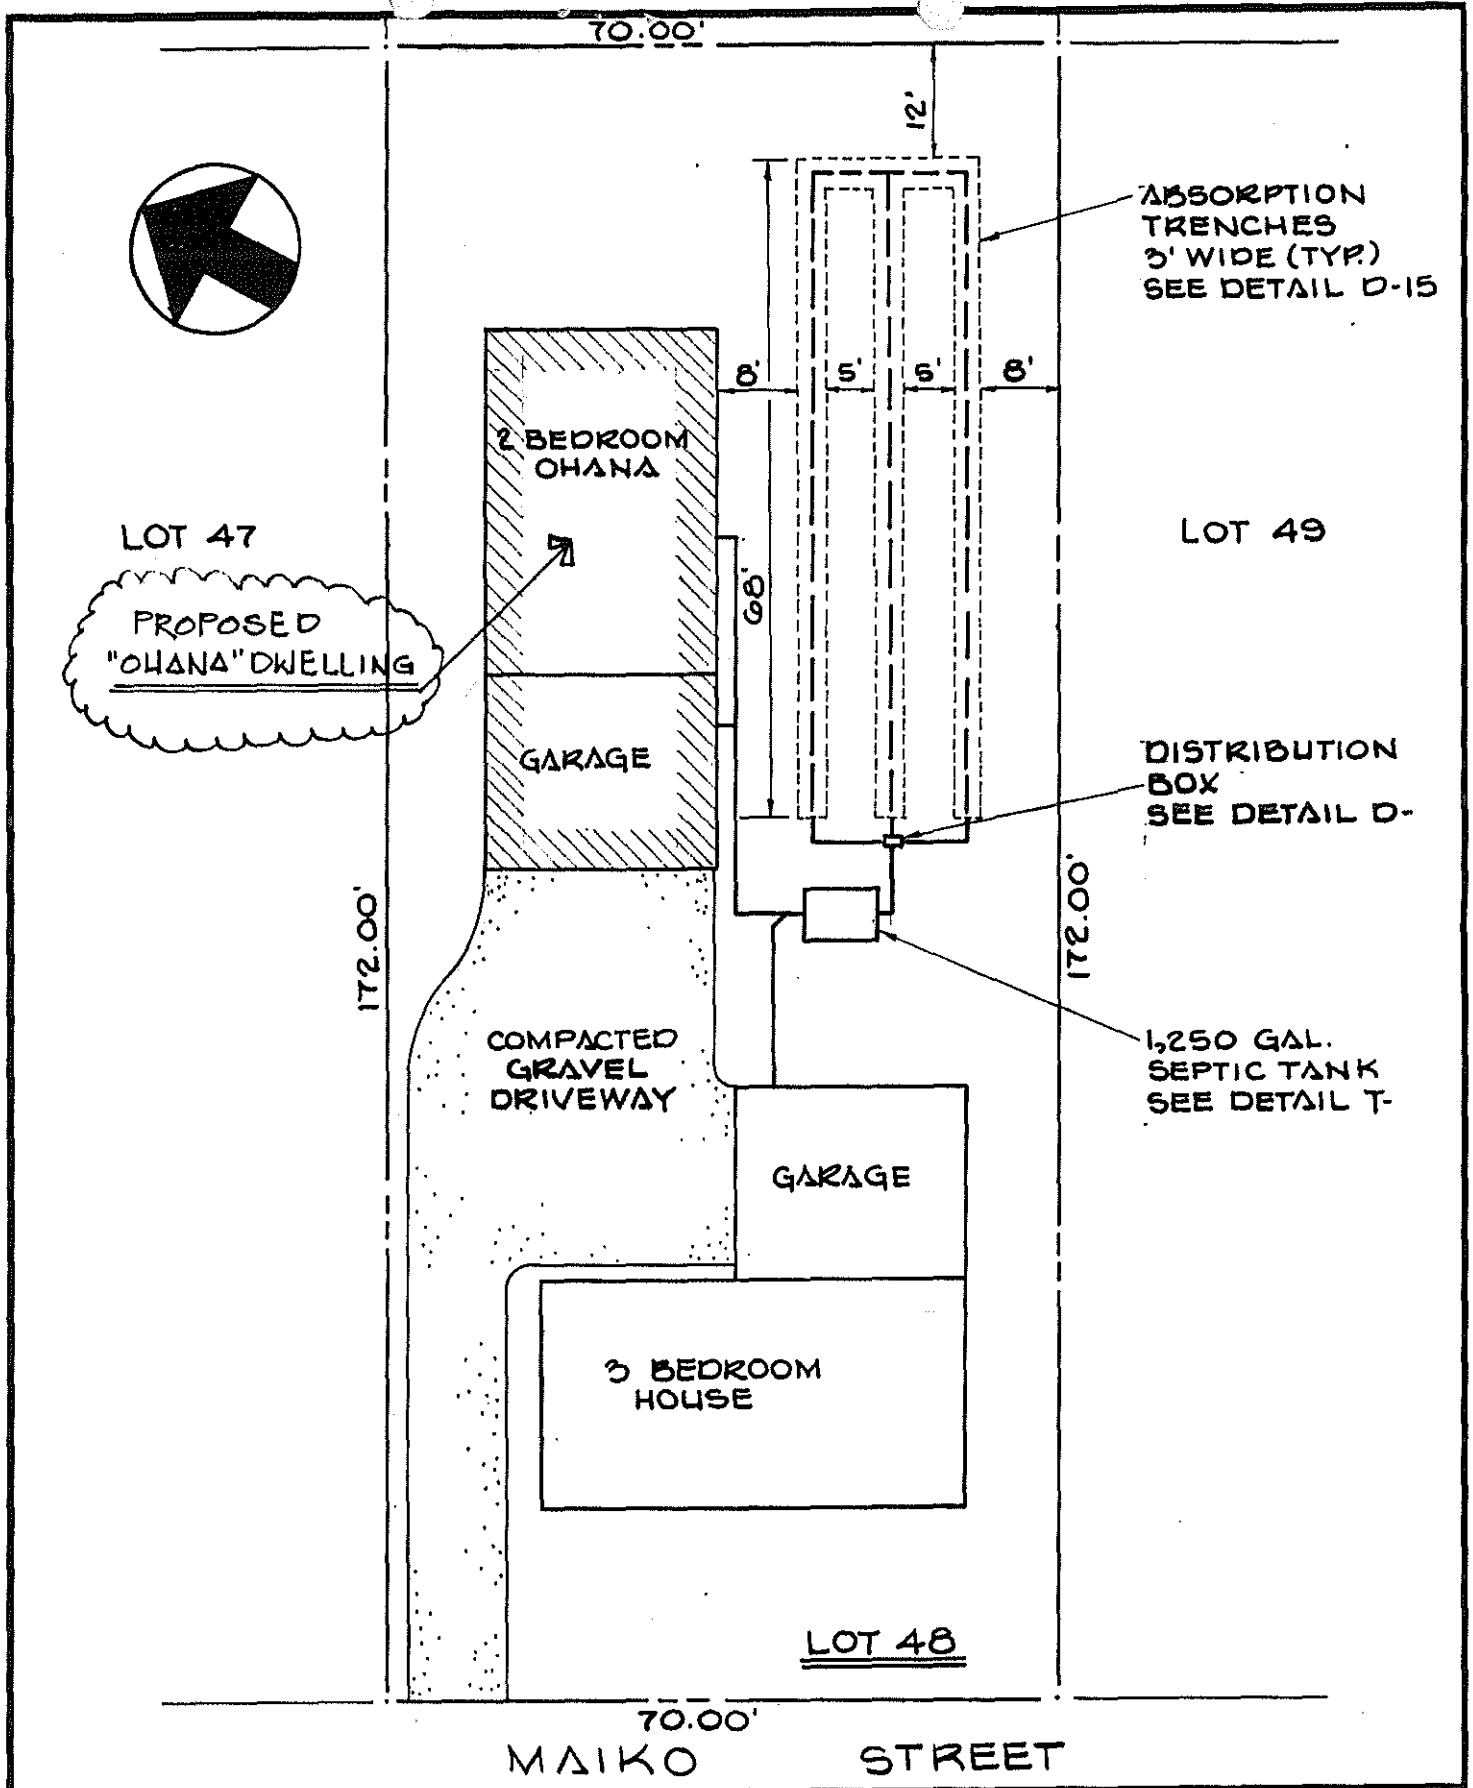 70.00'
12'
ABSORPTION
TRENCHES
3' WIDE (TYP.)
SEE DETAIL D-15
8'
5'
5'
8'
2 BEDROOM
OHANA
LOT 47
LOT 49
PROPOSED
"OHANA" DWELLING
68'
GARAGE
DISTRIBUTION
BOX
SEE DETAIL D-
172.00'
172.00'
COMPACTED
GRAVEL
DRIVEWAY
1,250 GAL.
SEPTIC TANK
SEE DETAIL T-
GARAGE
3 BEDROOM
HOUSE
LOT 48
70.00'
MAIKO STREET